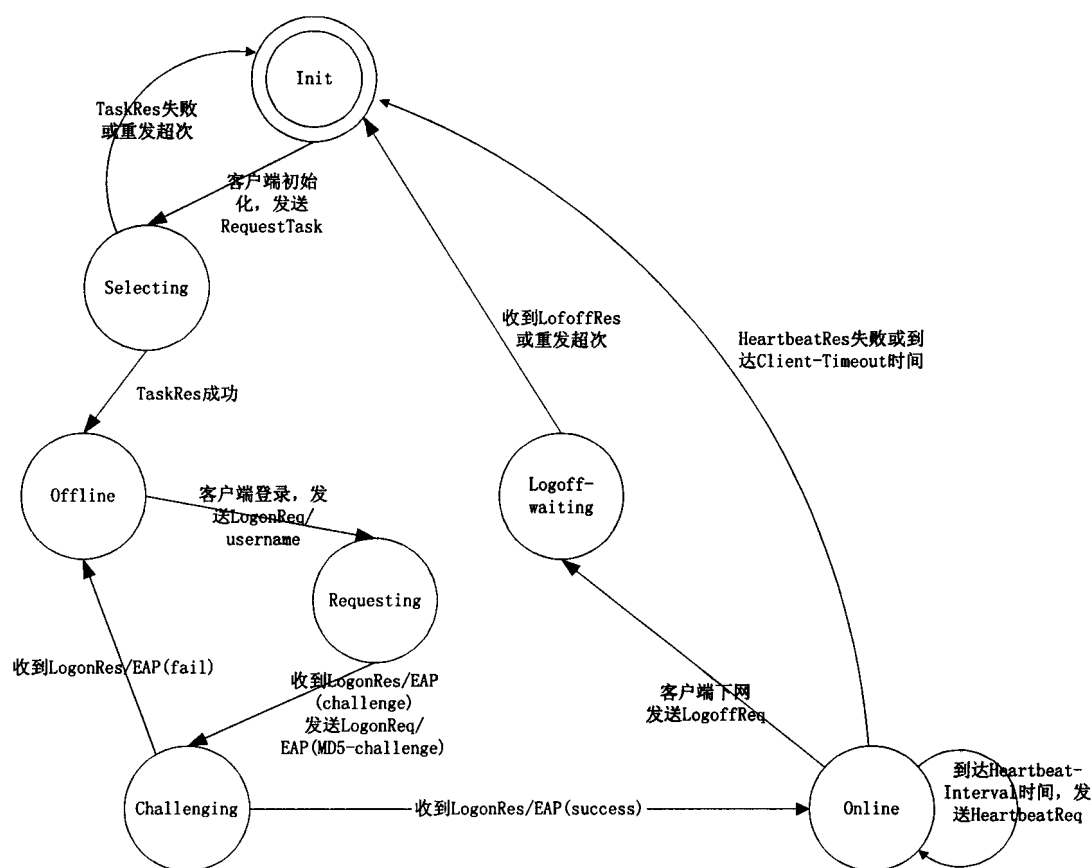 Init
TaskRes失败
或重发超次
客户端初始
化，发送
RequestTask
Selecting
收到LofoffRes
或重发超次
HeartbeatRes失败或到
达Client-Timeout时间
TaskRes成功
Offline
客户端登录，发
送LogonReq/
username
Logoff-
waiting
Requesting
收到LogonRes/EAP(fail)
收到LogonRes/EAP
(challenge)
发送LogonReq/
EAP(MD5-challenge)
客户端下网
发送LogoffReq
Challenging
收到LogonRes/EAP(success)
Online
到达Heartbeat-
Interval时间，发
送HeartbeatReq